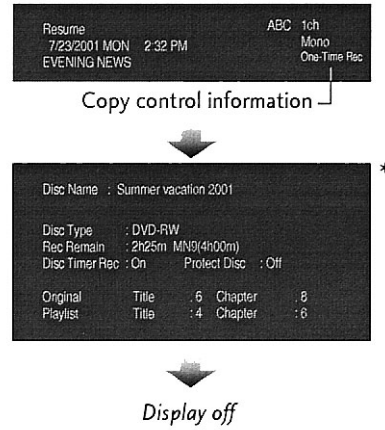 Resume ABC 1ch
7/23/2001 MON 2:32 PM Mono
EVENING NEWS One-Time Rec
Copy control information
*
Disc Name : Summer vacation 2001
Disc Type : DVD-RW
Rec Remain : 2h25m MN9(4h00m)
Disc Timer Rec : On Protect Disc : Off
Original Title : 6 Chapter : 8
Playlist Title : 4 Chapter : 6
Display off